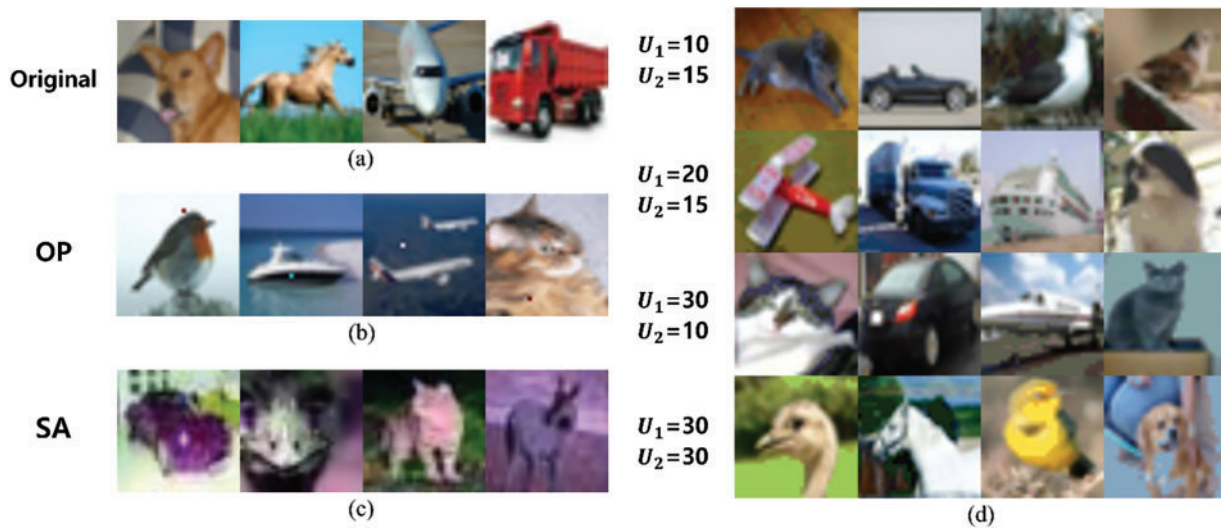 Original
(a)
OP
(b)
SA
(c)
U₁=10
U₂=15
U₁=20
U₂=15
U₁=30
U₂=10
U₁=30
U₂=30
(d)